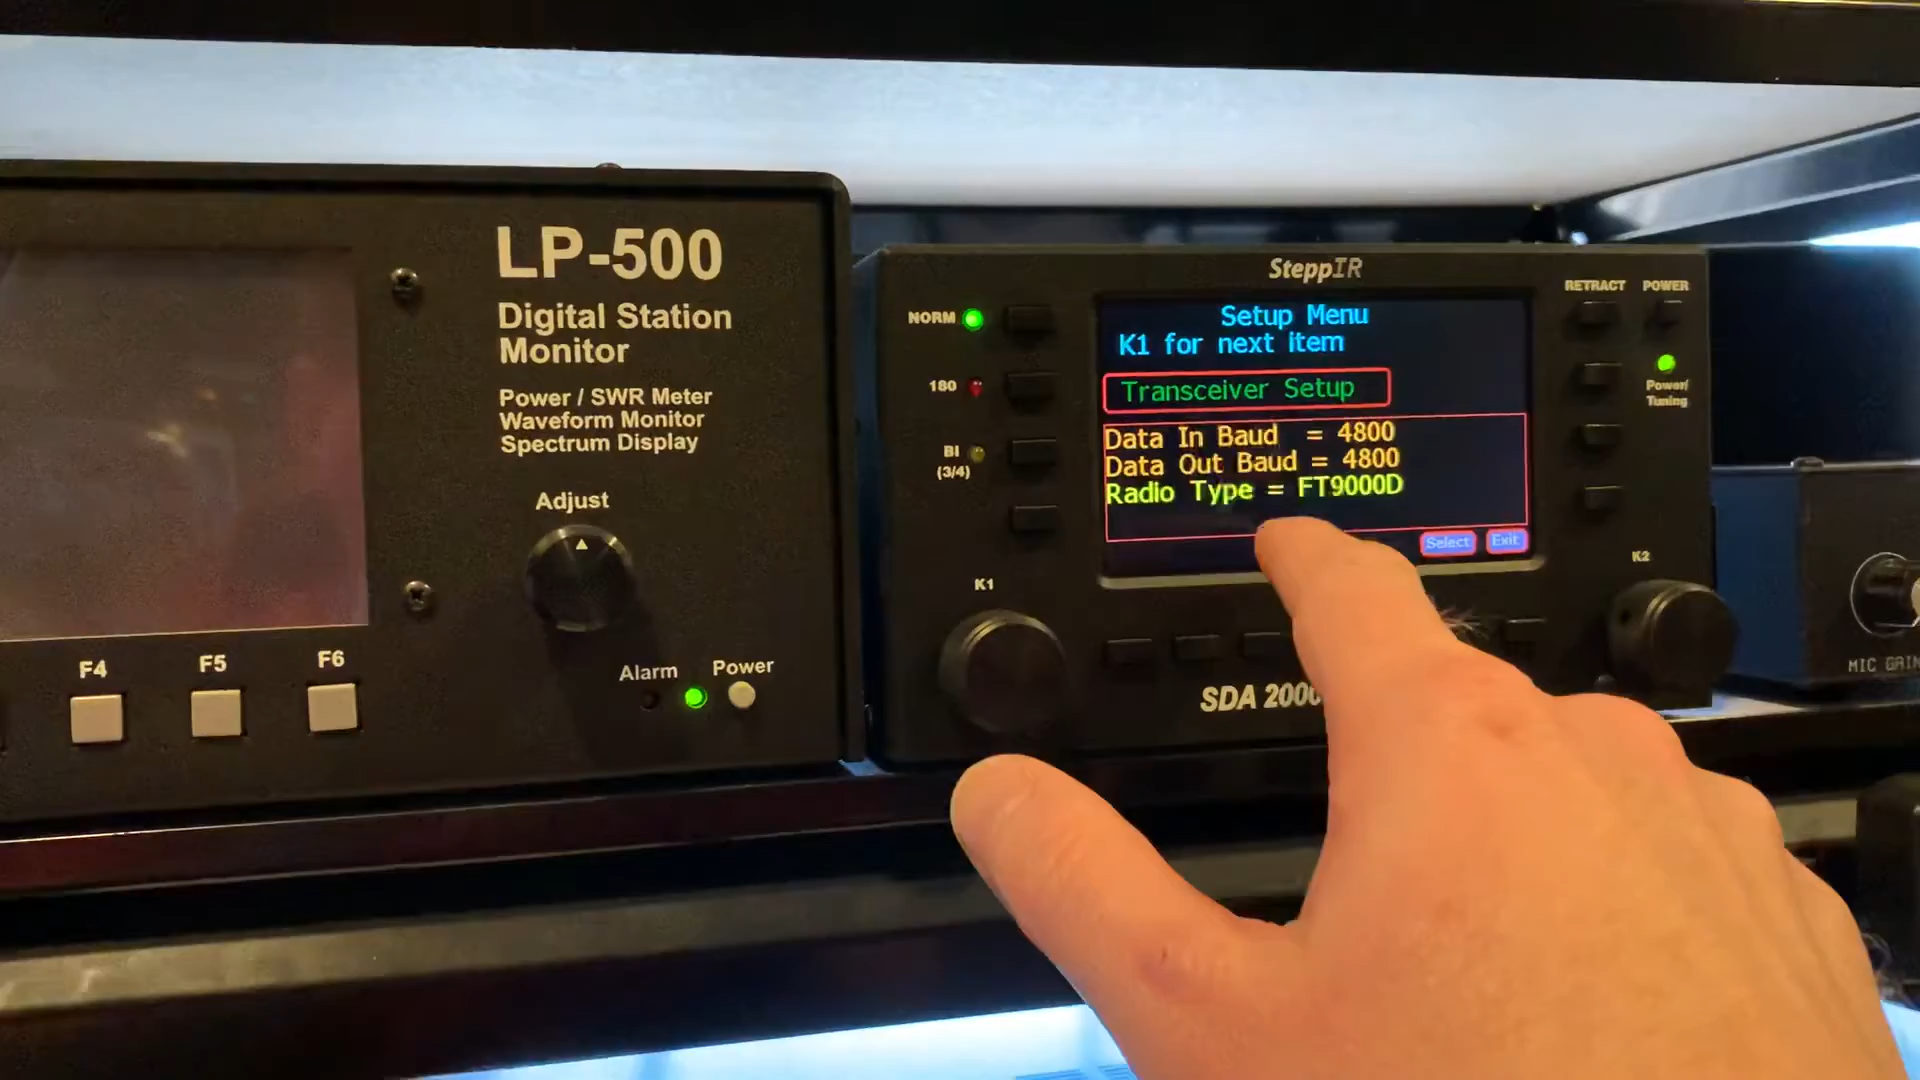 LP-500
Digital Station
Monitor
Power / SWR Meter
Waveform Monitor
Spectrum Display
Adjust
Alarm
Power
F4
F5
F6
SteppIR
NORM
180
BI
(3/4)
K1
Setup Menu
K1 for next item
Transceiver Setup
Data In Baud = 4800
Data Out Baud = 4800
Radio Type = FT9000D
Select
Exit
SDA 2000
RETRACT
POWER
Power/
Tuning
K2
MIC GAIN